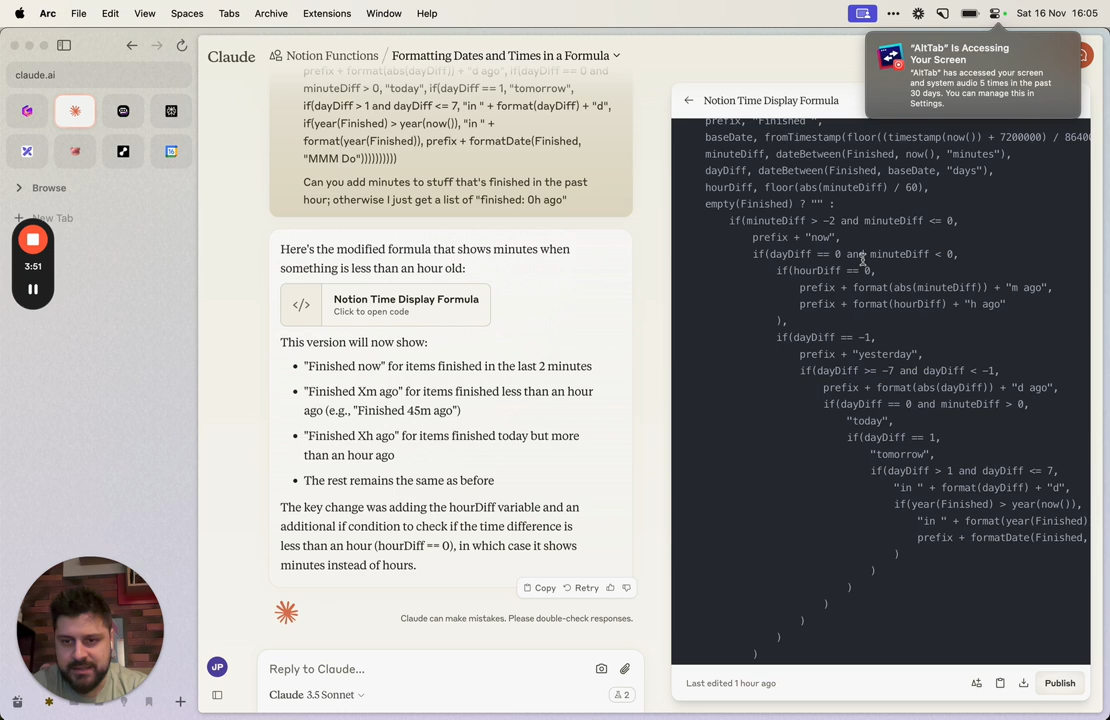 Arc File Edit View Spaces Tabs Archive Extensions Window Help
Sat 16 Nov 16:05
claude.ai
16
Browse
New Tab
3:51
Claude
Notion Functions / Formatting Dates and Times in a Formula
prefix + format(abs(dayDiff)) + "d ago", if(dayDiff == 0 and
minuteDiff > 0, "today", if(dayDiff == 1, "tomorrow",
if(dayDiff > 1 and dayDiff <= 7, "in " + format(dayDiff) + "d",
if(year(Finished) > year(now()), "in " +
format(year(Finished)), prefix + formatDate(Finished,
"MMM Do"))))))))))
Can you add minutes to stuff that's finished in the past
hour; otherwise I just get a list of "finished: 0h ago"
Here's the modified formula that shows minutes when
something is less than an hour old:
</>
Notion Time Display Formula
Click to open code
This version will now show:
• "Finished now" for items finished in the last 2 minutes
• "Finished Xm ago" for items finished less than an hour
ago (e.g., "Finished 45m ago")
• "Finished Xh ago" for items finished today but more
than an hour ago
• The rest remains the same as before
The key change was adding the hourDiff variable and an
additional if condition to check if the time difference is
less than an hour (hourDiff == 0), in which case it shows
minutes instead of hours.
Copy Retry
Claude can make mistakes. Please double-check responses.
JP
Reply to Claude...
Claude 3.5 Sonnet
2
"AltTab" Is Accessing
Your Screen
"AltTab" has accessed your screen
and system audio 5 times in the past
30 days. You can manage this in
Settings.
Notion Time Display Formula
prefix, "Finished ",
baseDate, fromTimestamp(floor((timestamp(now()) + 7200000) / 8640
minuteDiff, dateBetween(Finished, now(), "minutes"),
dayDiff, dateBetween(Finished, baseDate, "days"),
hourDiff, floor(abs(minuteDiff) / 60),
empty(Finished) ? "" :
if(minuteDiff > -2 and minuteDiff <= 0,
prefix + "now",
if(dayDiff == 0 and minuteDiff < 0,
if(hourDiff == 0,
prefix + format(abs(minuteDiff)) + "m ago",
prefix + format(hourDiff) + "h ago"
),
if(dayDiff == -1,
prefix + "yesterday",
if(dayDiff >= -7 and dayDiff < -1,
prefix + format(abs(dayDiff)) + "d ago",
if(dayDiff == 0 and minuteDiff > 0,
"today",
if(dayDiff == 1,
"tomorrow",
if(dayDiff > 1 and dayDiff <= 7,
"in " + format(dayDiff) + "d",
if(year(Finished) > year(now()),
"in " + format(year(Finished)
prefix + formatDate(Finished,
)
)
)
)
)
)
)
Last edited 1 hour ago
Publish